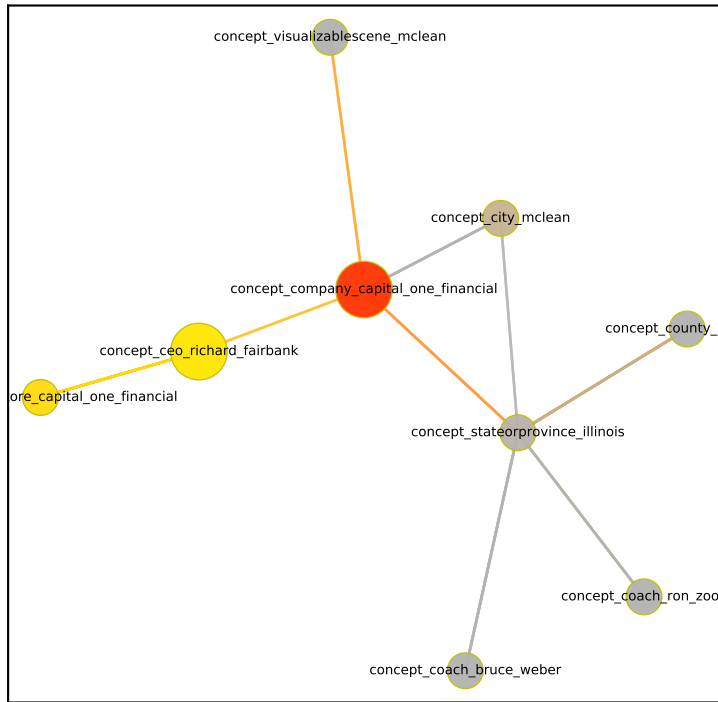 concept_visualizablescene_mclean
concept_city_mclean
concept_company_capital_one_financial
concept_county_
concept_ceo_richard_fairbank
ore_capital_one_financial
concept_stateorprovince_illinois
concept_coach_ron_zoo
concept_coach_bruce_weber